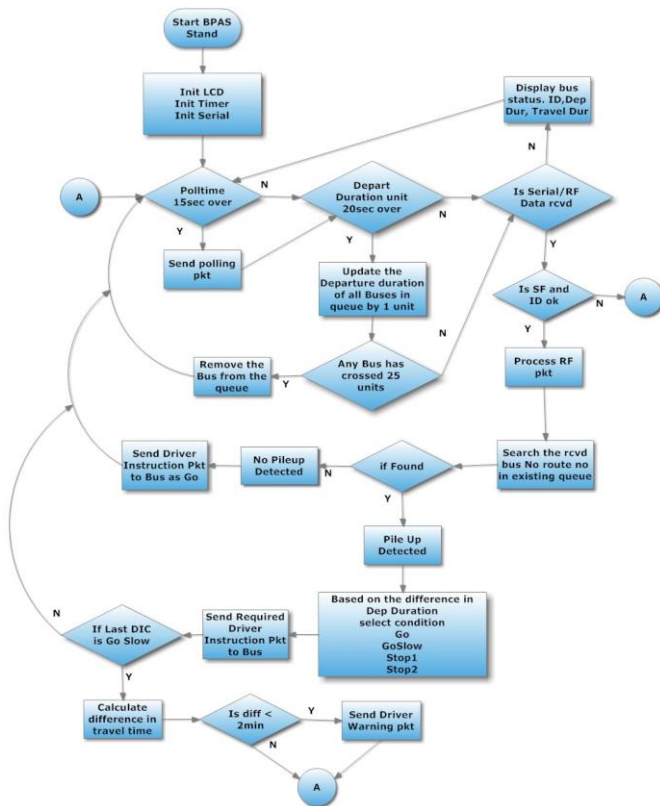 Start BPAS
Stand
Init LCD
Init Timer
Init Serial
Display bus
status. ID,Dep
Dur, Travel Dur
N
A
Polltime
15sec over
N
Depart
Duration unit
20sec over
N
Is Serial/RF
Data rcvd
Y
Y
Y
Send polling
pkt
Update the
Departure duration
of all Buses in
queue by 1 unit
Is SF and
ID ok
N
A
Y
N
Remove the
Bus from the
queue
Y
Any Bus has
crossed 25
units
Process RF
pkt
Send Driver
Instruction Pkt
to Bus as Go
No Pileup
Detected
N
if Found
Search the rcvd
bus No route no
in existing queue
Y
Pile Up
Detected
N
If Last DIC
is Go Slow
Send Required
Driver
Instruction Pkt
to Bus
Based on the difference in
Dep Duration
select condition
Go
GoSlow
Stop1
Stop2
Y
Calculate
difference in
travel time
Is diff <
2min
Y
Send Driver
Warning pkt
N
A